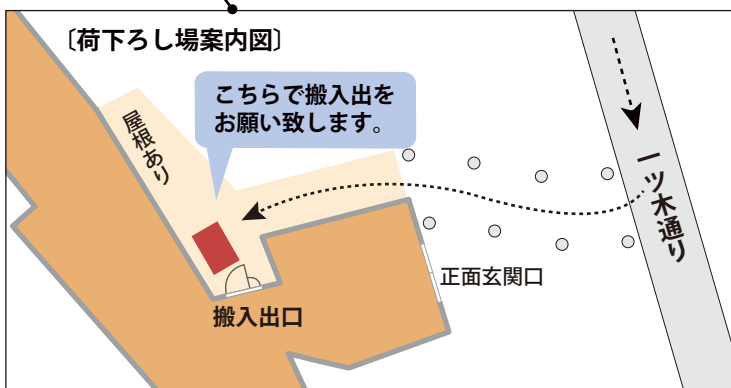 〔荷下ろし場案内図〕
こちらで搬入出を
お願い致します。
屋根あり
一ツ木通り
正面玄関口
搬入出口